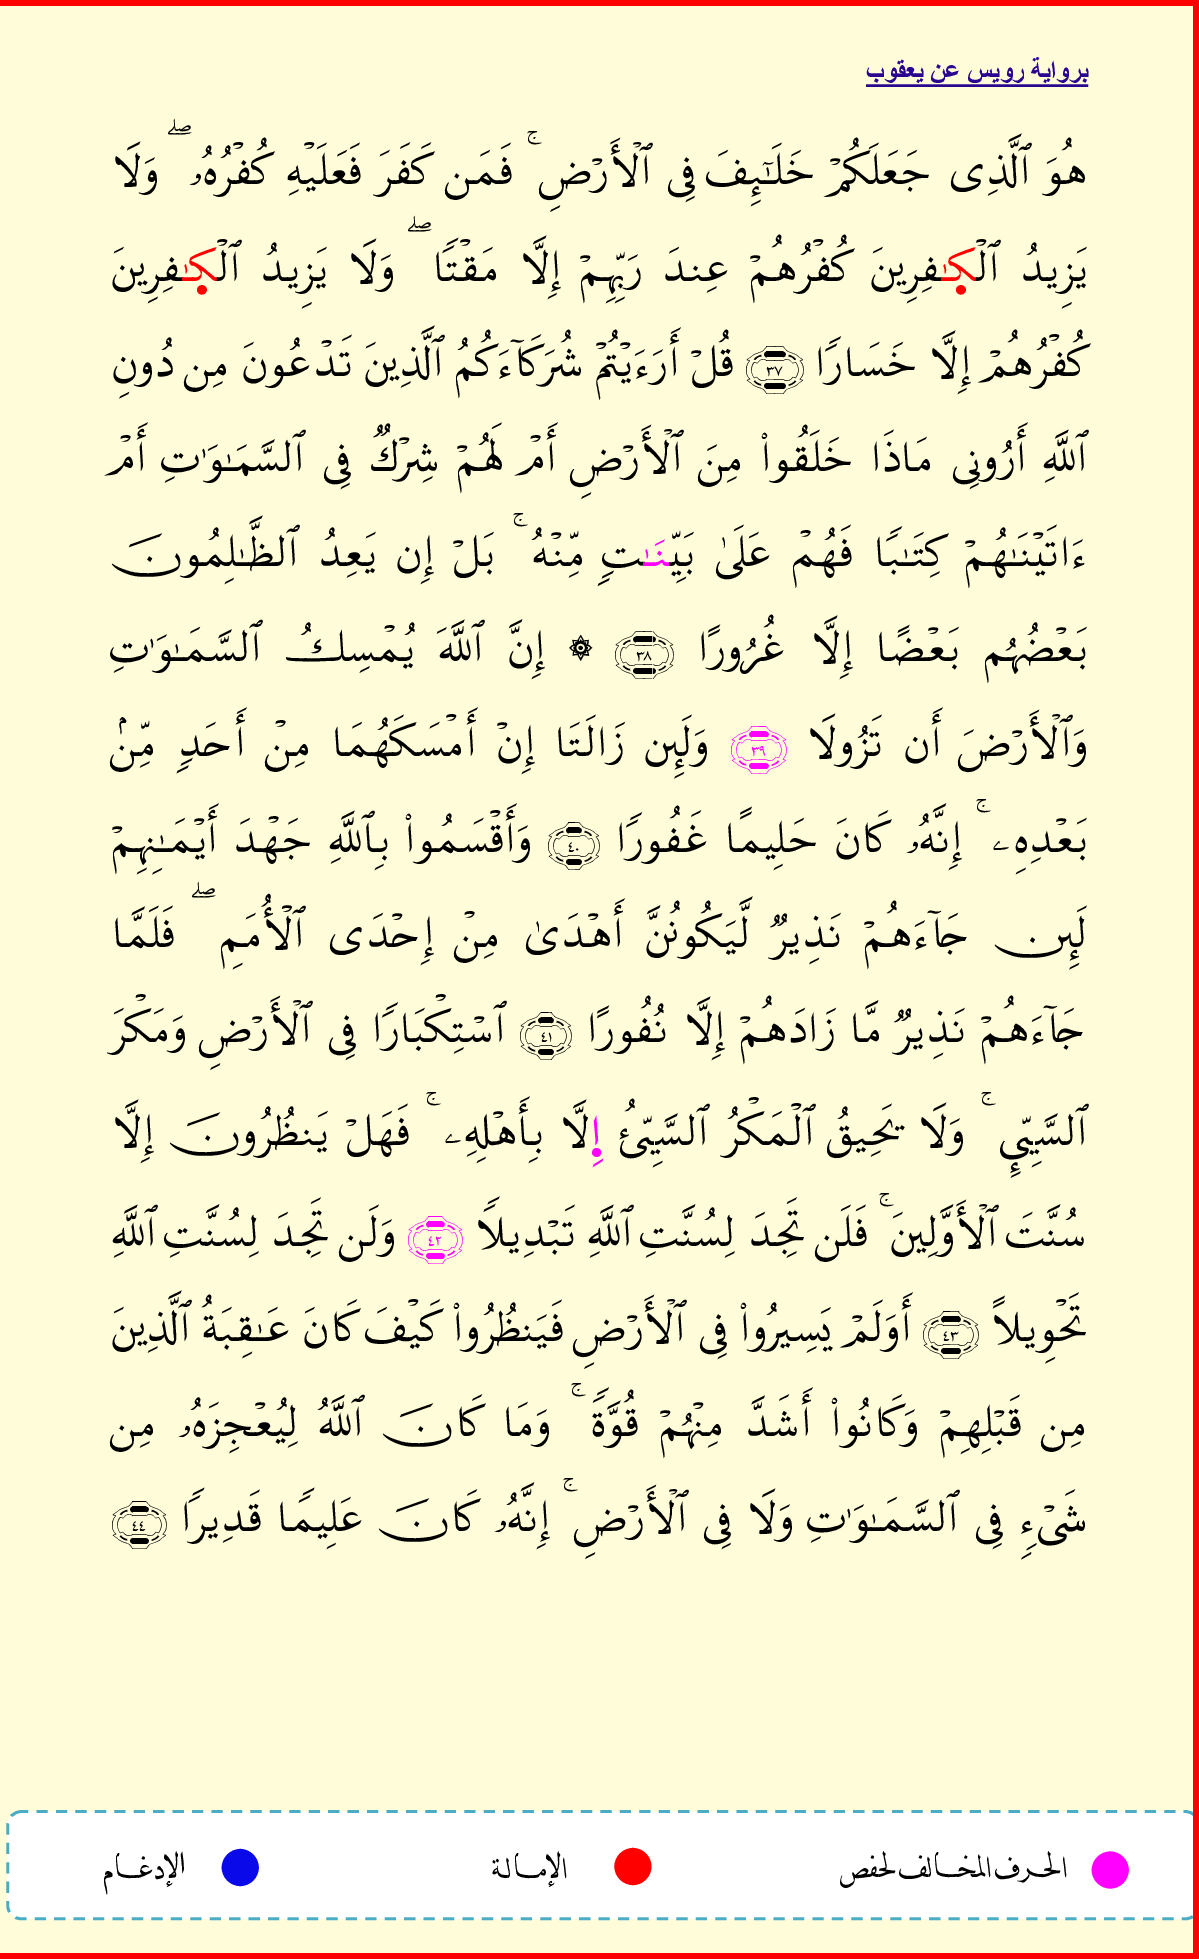 برواية رويس عن يعقوب
هُوَ ٱلَّذِى جَعَلَكُمْ خَلَـٰٓئِفَ فِى ٱلْأَرْضِ ۚ فَمَن كَفَرَ فَعَلَيْهِ كُفْرُهُۥ ۖ وَلَا
يَزِيدُ ٱلْكَـٰفِرِينَ كُفْرُهُمْ عِندَ رَبِّهِمْ إِلَّا مَقْتًا ۖ وَلَا يَزِيدُ ٱلْكَـٰفِرِينَ
كُفْرُهُمْ إِلَّا خَسَارًا ٣٧ قُلْ أَرَءَيْتُمْ شُرَكَآءَكُمُ ٱلَّذِينَ تَدْعُونَ مِن دُونِ
ٱللَّهِ أَرُونِى مَاذَا خَلَقُوا۟ مِنَ ٱلْأَرْضِ أَمْ لَهُمْ شِرْكٌ فِى ٱلسَّمَـٰوَٰتِ أَمْ
ءَاتَيْنَـٰهُمْ كِتَـٰبًا فَهُمْ عَلَىٰ بَيِّنَـٰتٍ مِّنْهُ ۚ بَلْ إِن يَعِدُ ٱلظَّـٰلِمُونَ
بَعْضُهُم بَعْضًا إِلَّا غُرُورًا ٣٨ ۞ إِنَّ ٱللَّهَ يُمْسِكُ ٱلسَّمَـٰوَٰتِ
وَٱلْأَرْضَ أَن تَزُولَا ٣٩ وَلَئِن زَالَتَا إِنْ أَمْسَكَهُمَا مِنْ أَحَدٍ مِّنۢ
بَعْدِهِۦ ۚ إِنَّهُۥ كَانَ حَلِيمًا غَفُورًا ٤٠ وَأَقْسَمُوا۟ بِٱللَّهِ جَهْدَ أَيْمَـٰنِهِمْ
لَئِن جَآءَهُمْ نَذِيرٌ لَّيَكُونُنَّ أَهْدَىٰ مِنْ إِحْدَى ٱلْأُمَمِ ۖ فَلَمَّا
جَآءَهُمْ نَذِيرٌ مَّا زَادَهُمْ إِلَّا نُفُورًا ٤١ ٱسْتِكْبَارًا فِى ٱلْأَرْضِ وَمَكْرَ
ٱلسَّيِّئِ ۚ وَلَا يَحِيقُ ٱلْمَكْرُ ٱلسَّيِّئُ إِلَّا بِأَهْلِهِۦ ۚ فَهَلْ يَنظُرُونَ إِلَّا
سُنَّتَ ٱلْأَوَّلِينَ ۚ فَلَن تَجِدَ لِسُنَّتِ ٱللَّهِ تَبْدِيلًا ٤٢ وَلَن تَجِدَ لِسُنَّتِ ٱللَّهِ
تَحْوِيلًا ٤٣ أَوَلَمْ يَسِيرُوا۟ فِى ٱلْأَرْضِ فَيَنظُرُوا۟ كَيْفَ كَانَ عَـٰقِبَةُ ٱلَّذِينَ
مِن قَبْلِهِمْ وَكَانُوا۟ أَشَدَّ مِنْهُمْ قُوَّةً ۚ وَمَا كَانَ ٱللَّهُ لِيُعْجِزَهُۥ مِن
شَىْءٍ فِى ٱلسَّمَـٰوَٰتِ وَلَا فِى ٱلْأَرْضِ ۚ إِنَّهُۥ كَانَ عَلِيمًا قَدِيرًا ٤٤
الحرف المخالف لحفص الإمالة الإدغام